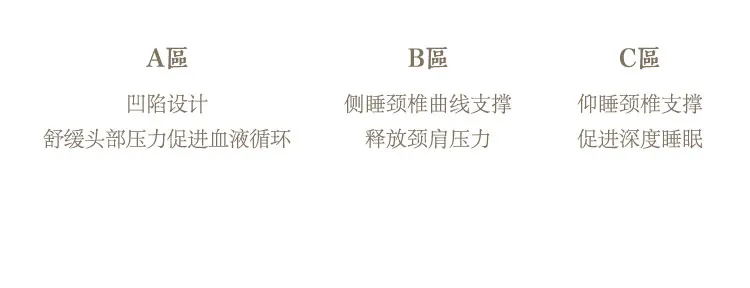 A區
凹陷设计
舒缓头部压力促进血液循环
B區
侧睡颈椎曲线支撑
释放颈肩压力
C區
仰睡颈椎支撑
促进深度睡眠